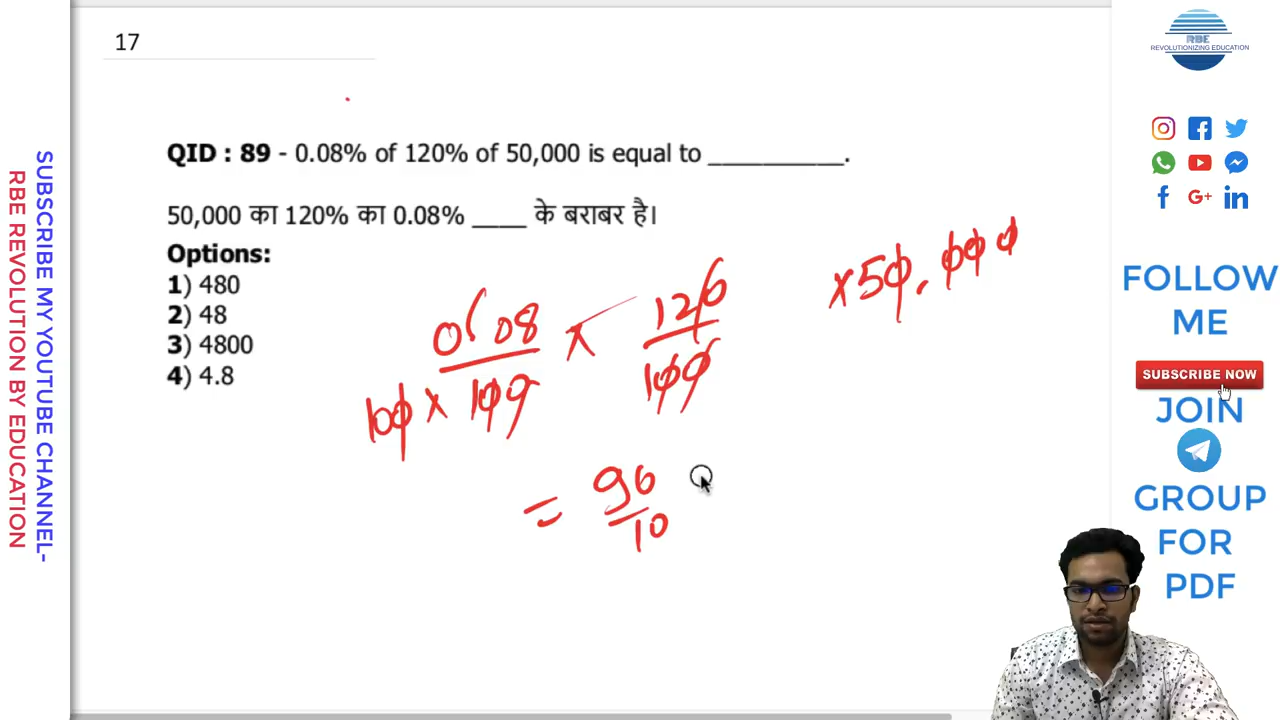 17
QID : 89 - 0.08% of 120% of 50,000 is equal to __________.
50,000 का 120% का 0.08% ____ के बराबर है।
Options:
1) 480
2) 48
3) 4800
4) 4.8
0.08 × 120 ×50,000
100 × 100 100
= 96
10
SUBSCRIBE MY YOUTUBE CHANNEL-
RBE REVOLUTION BY EDUCATION
RBE
REVOLUTIONIZING EDUCATION
FOLLOW
ME
SUBSCRIBE NOW
JOIN
GROUP
FOR
PDF